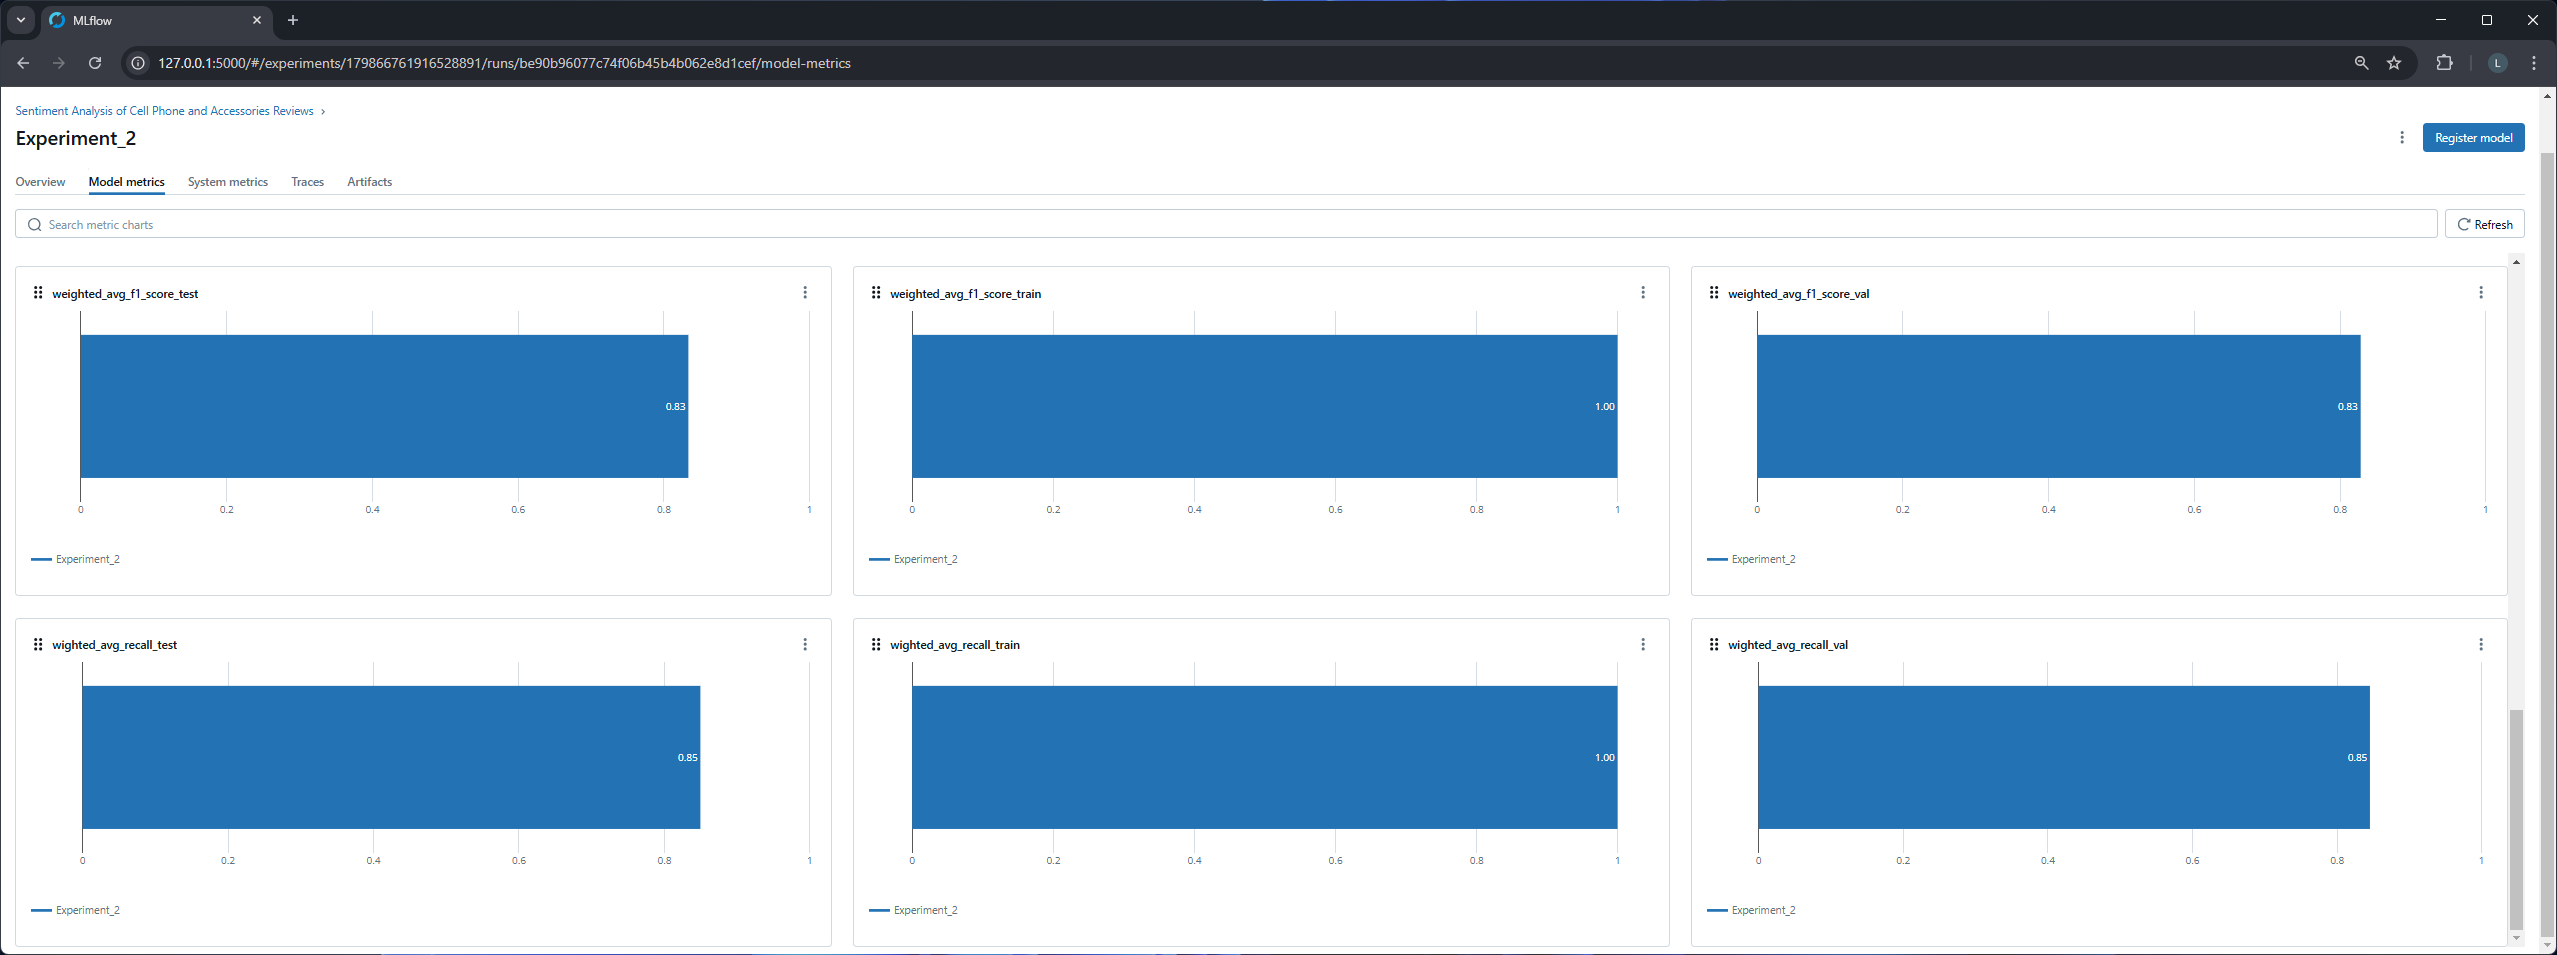 MLflow
127.0.0.1:5000/#/experiments/179866761916528891/runs/be90b96077c74f06b45b4b062e8d1cef/model-metrics
L
Sentiment Analysis of Cell Phone and Accessories Reviews
Experiment_2
Register model
Overview Model metrics System metrics Traces Artifacts
Search metric charts
Refresh
weighted_avg_f1_score_test
0.83
0 0.2 0.4 0.6 0.8 1
Experiment_2
weighted_avg_f1_score_train
1.00
0 0.2 0.4 0.6 0.8 1
Experiment_2
weighted_avg_f1_score_val
0.83
0 0.2 0.4 0.6 0.8 1
Experiment_2
wighted_avg_recall_test
0.85
0 0.2 0.4 0.6 0.8 1
Experiment_2
wighted_avg_recall_train
1.00
0 0.2 0.4 0.6 0.8 1
Experiment_2
wighted_avg_recall_val
0.85
0 0.2 0.4 0.6 0.8 1
Experiment_2